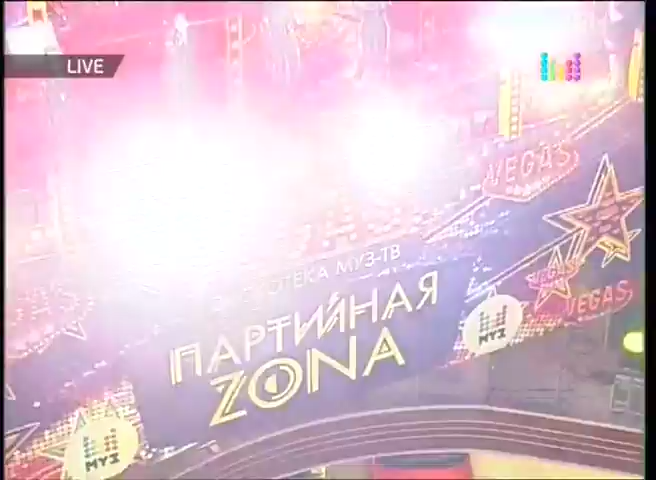 LIVE
VEGAS
ДИСКОТЕКА МУЗ-ТВ
ПАРТИЙНАЯ
ZONA
VEGAS
VEGAS
МУЗ
МУЗ